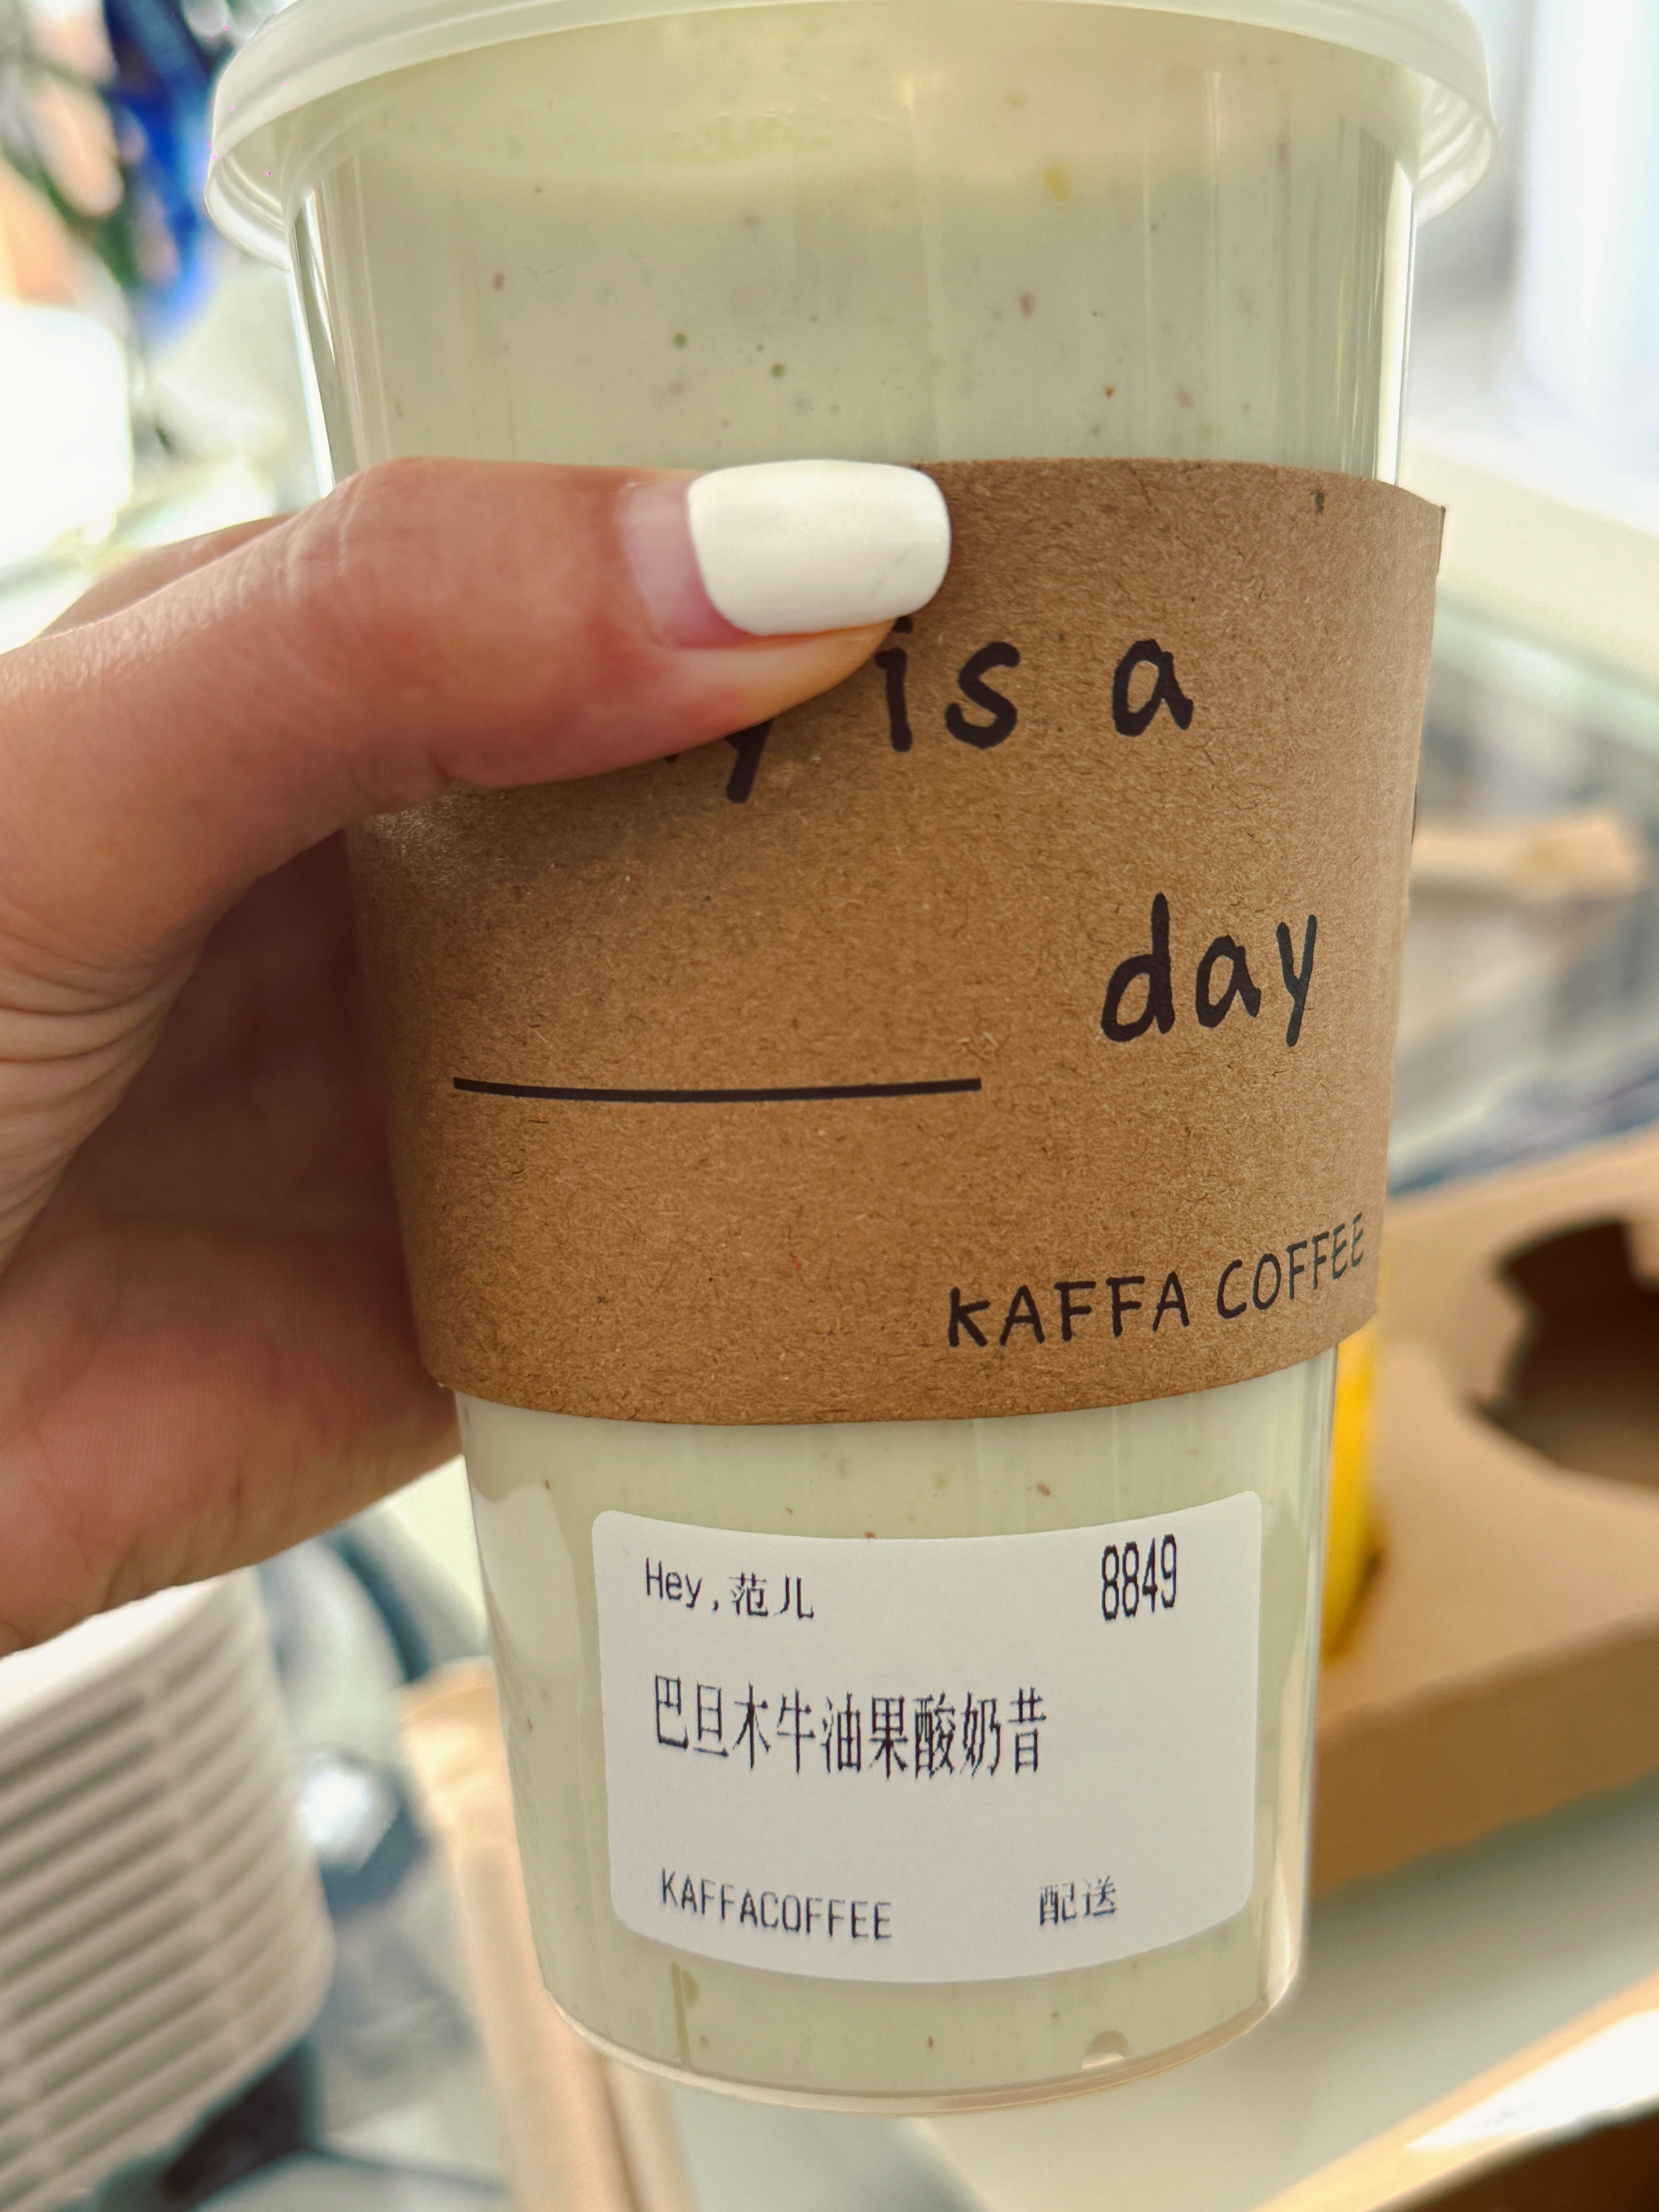 is a
day
KAFFA COFFEE
Hey,范儿 8849
巴旦木牛油果酸奶昔
KAFFACOFFEE 配送